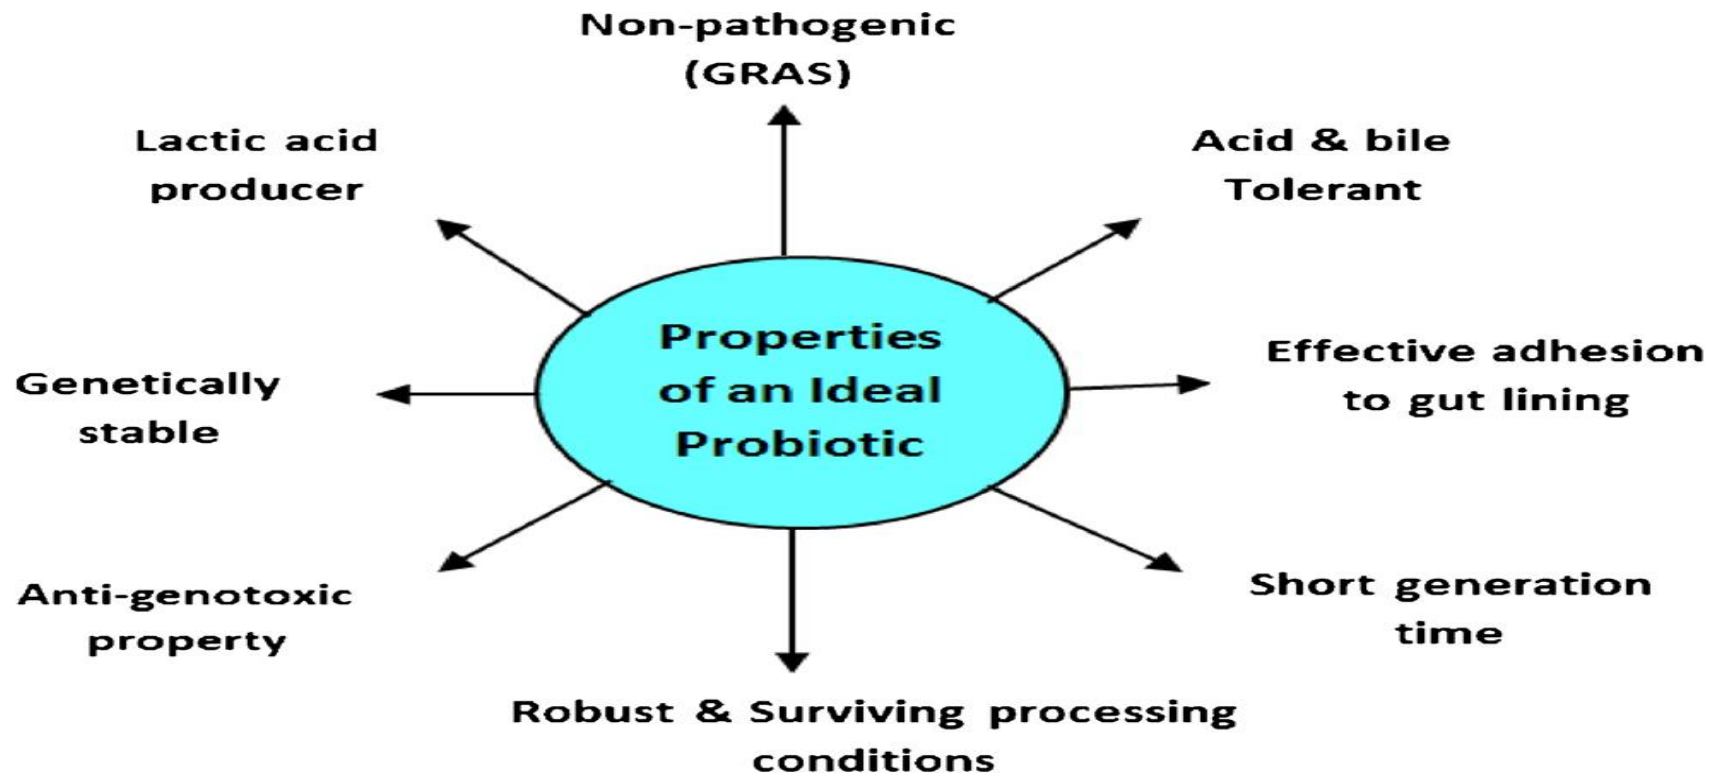 Non-pathogenic
(GRAS)
Lactic acid
producer
Acid & bile
Tolerant
Properties
of an Ideal
Probiotic
Genetically
stable
Effective adhesion
to gut lining
Anti-genotoxic
property
Short generation
time
Robust & Surviving processing
conditions